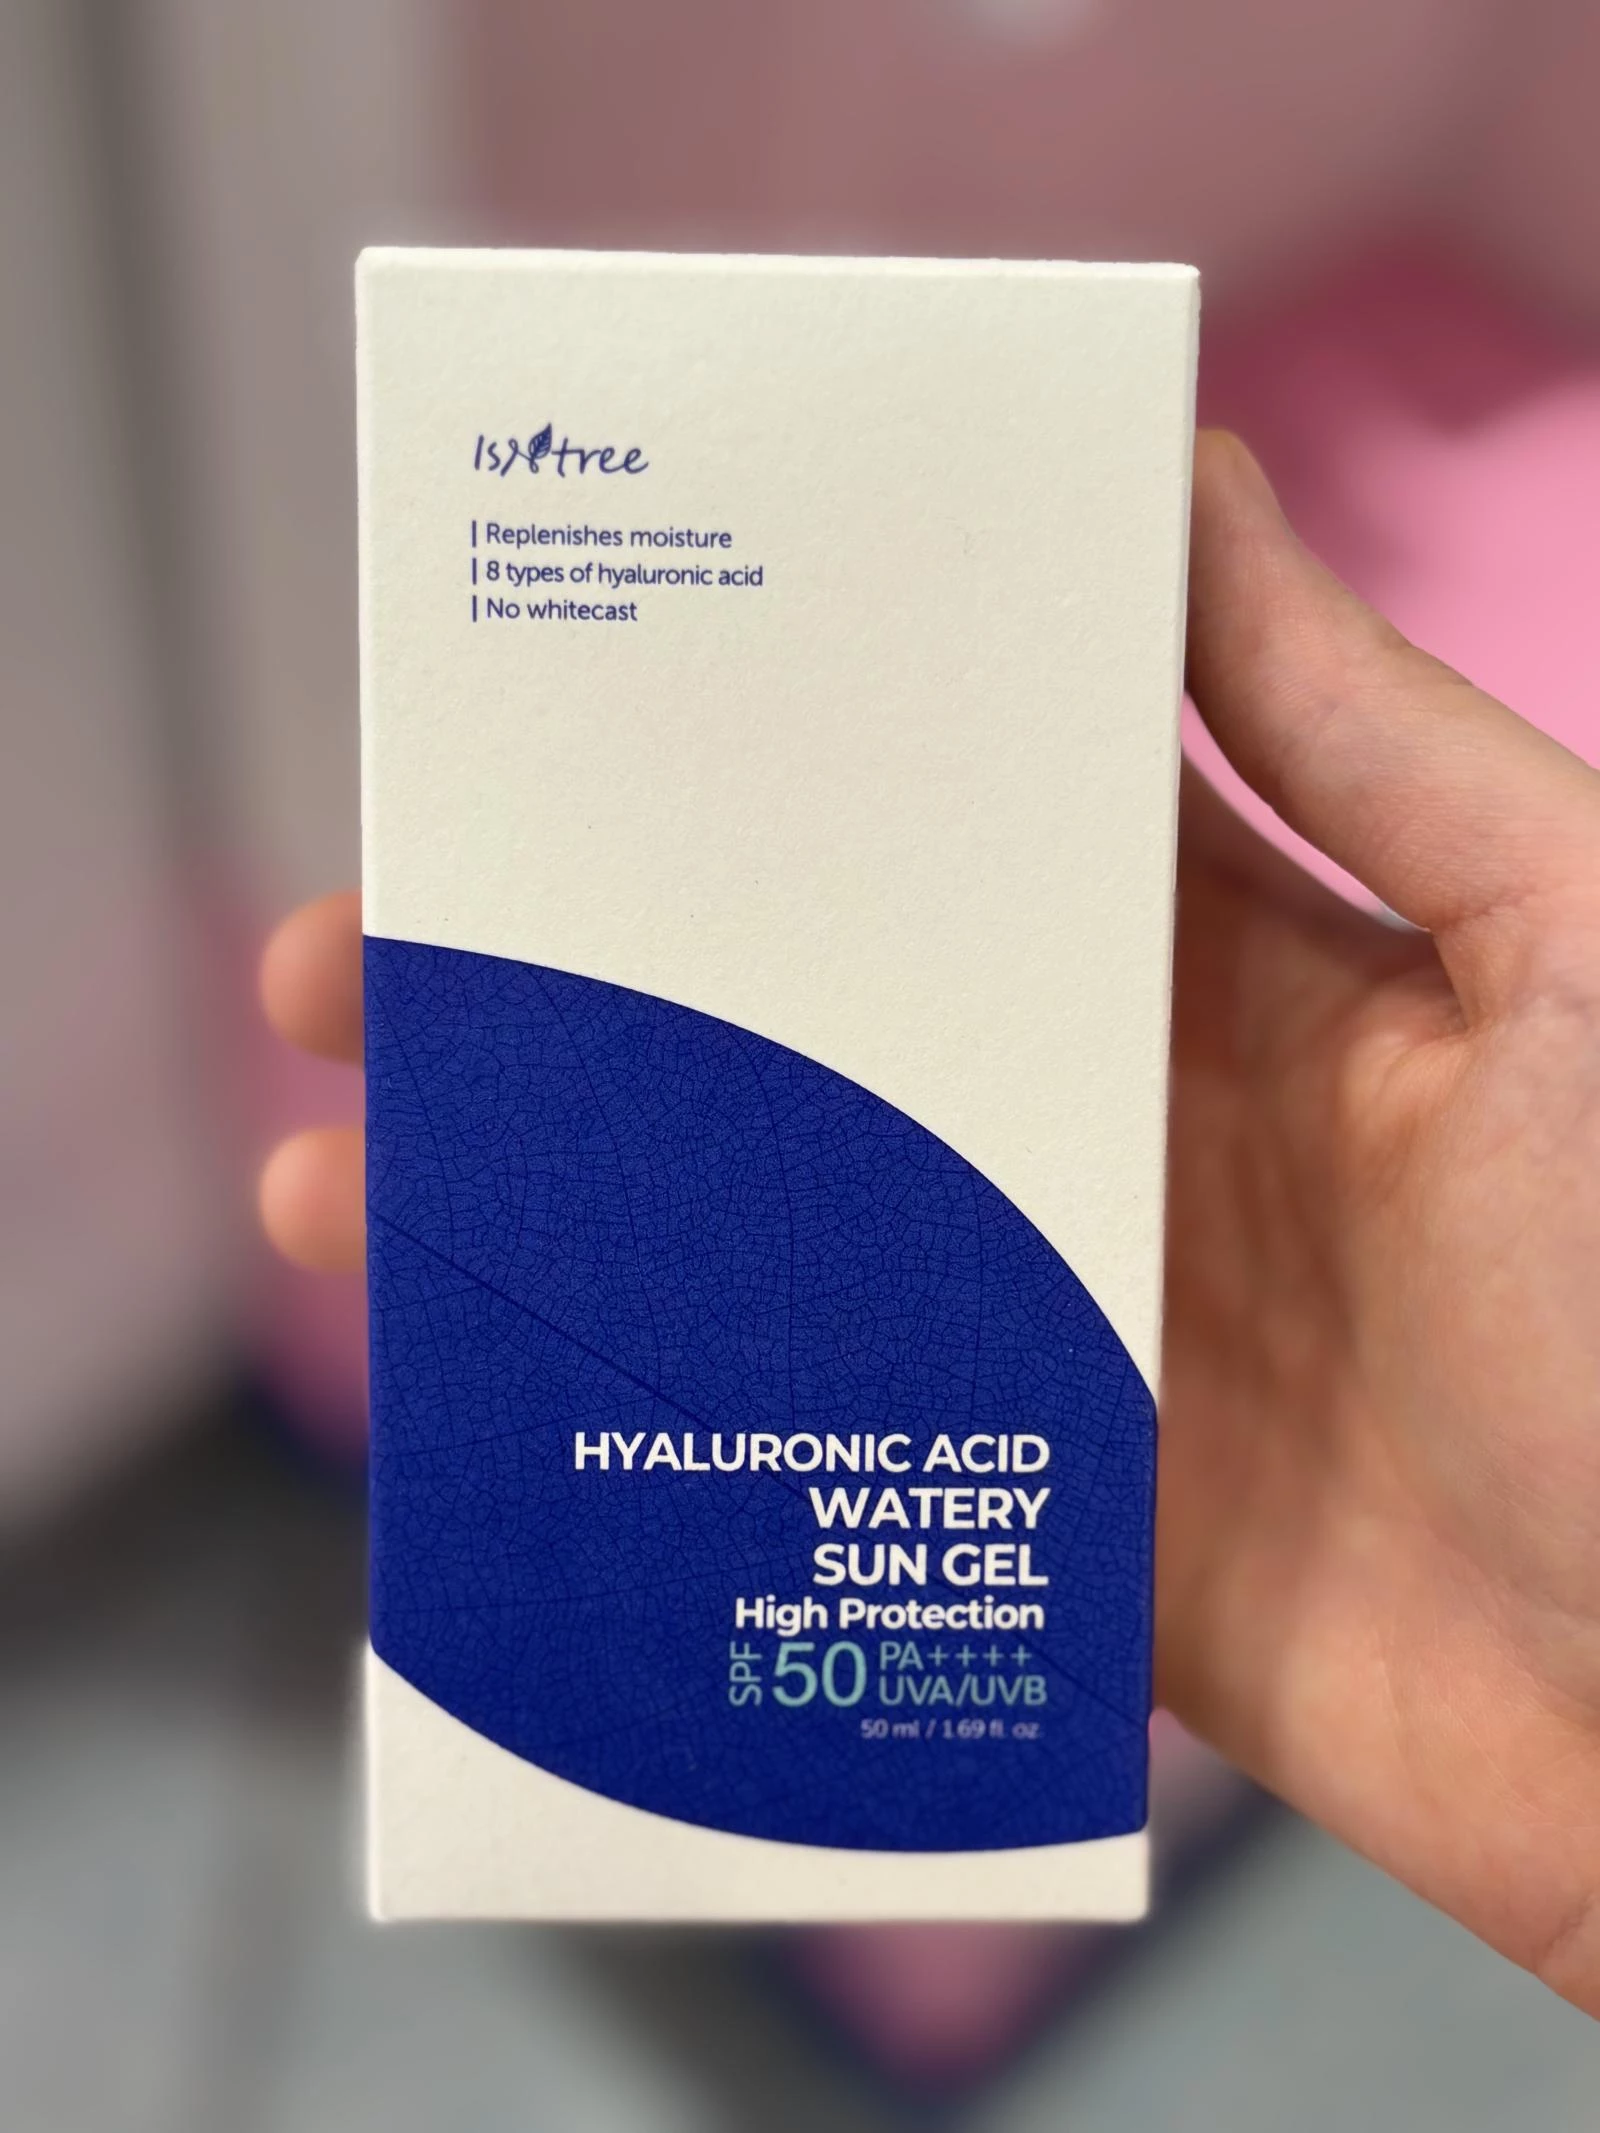 Isntree
Replenishes moisture
8 types of hyaluronic acid
No whitecast
HYALURONIC ACID
WATERY
SUN GEL
High Protection
SPF 50 PA++++
UVA/UVB
50 ml / 1.69 fl. oz.